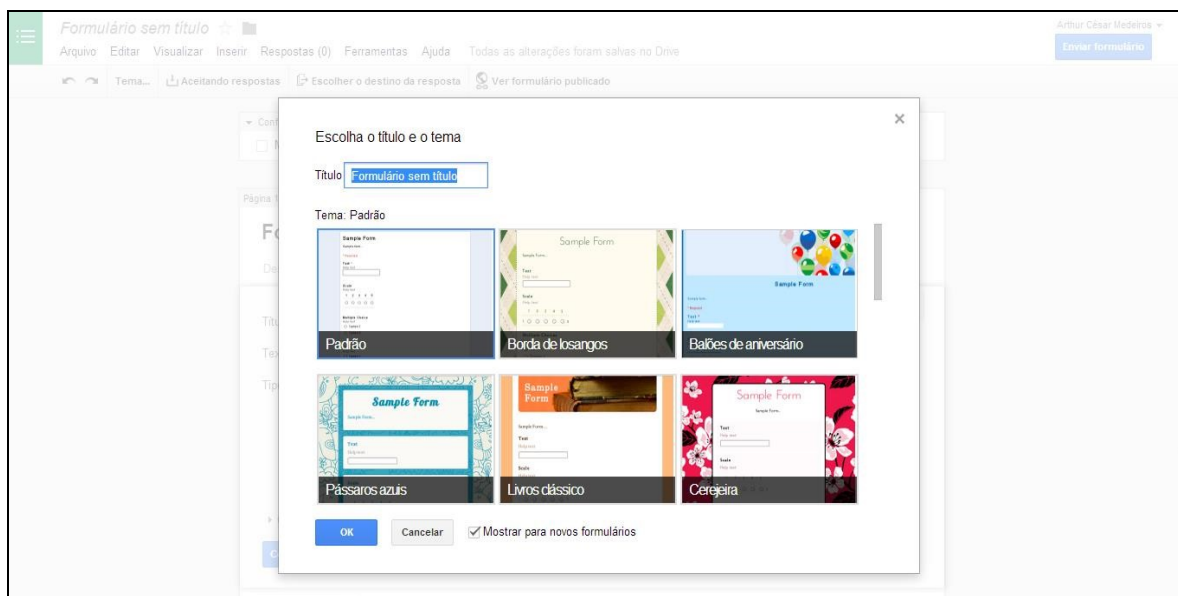 Formulário sem título
Arthur César Medeiros
Arquivo Editar Visualizar Inserir Respostas (0) Ferramentas Ajuda Todas as alterações foram salvas no Drive
Enviar formulário
Tema... Aceitando respostas Escolher o destino da resposta Ver formulário publicado
Escolha o título e o tema
Título Formulário sem título
Página 1
Tema: Padrão
Sample Form
Sample Form
Sample Form
Padrão
Borda de losangos
Balões de aniversário
Sample Form
Sample Form
Sample Form
Pássaros azuis
Livros clássico
Cerejeira
OK Cancelar Mostrar para novos formulários